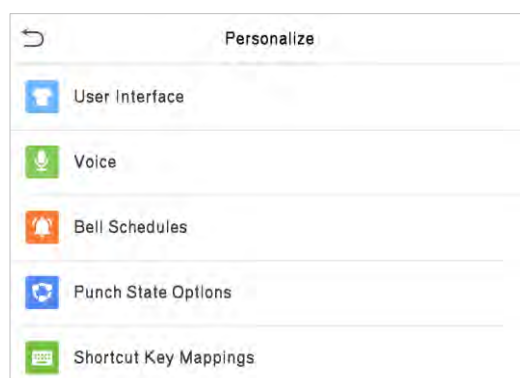 Personalize
User Interface
Voice
Bell Schedules
Punch State Options
Shortcut Key Mappings